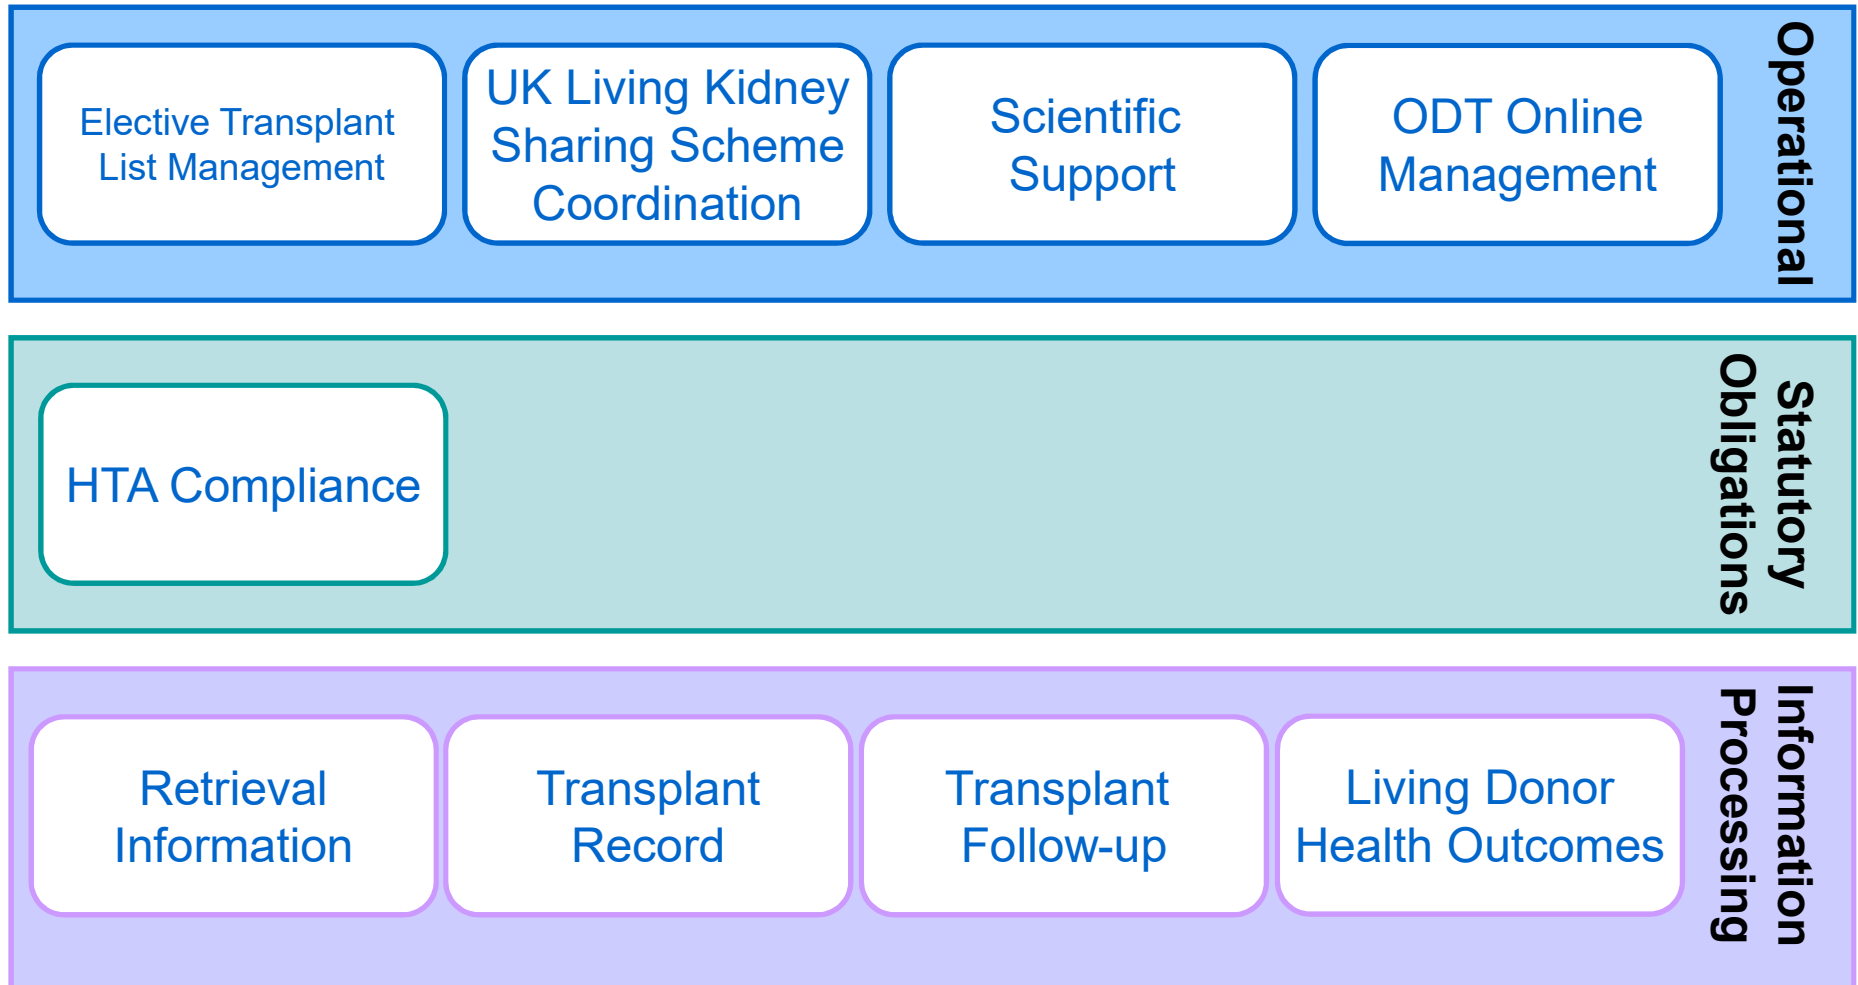 Elective Transplant
List Management
UK Living Kidney
Sharing Scheme
Coordination
Scientific
Support
ODT Online
Management
Operational
HTA Compliance
Statutory
Obligations
Retrieval
Information
Transplant
Record
Transplant
Follow-up
Living Donor
Health Outcomes
Information
Processing